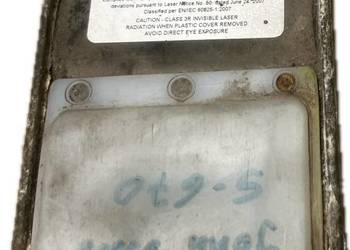 deviations pursuant to Laser Notice No. 50, dated June 24, 2007
Classified per EN/IEC 60825-1:2007
CAUTION - CLASS 3R INVISIBLE LASER
RADIATION WHEN PLASTIC COVER REMOVED
AVOID DIRECT EYE EXPOSURE
5-670